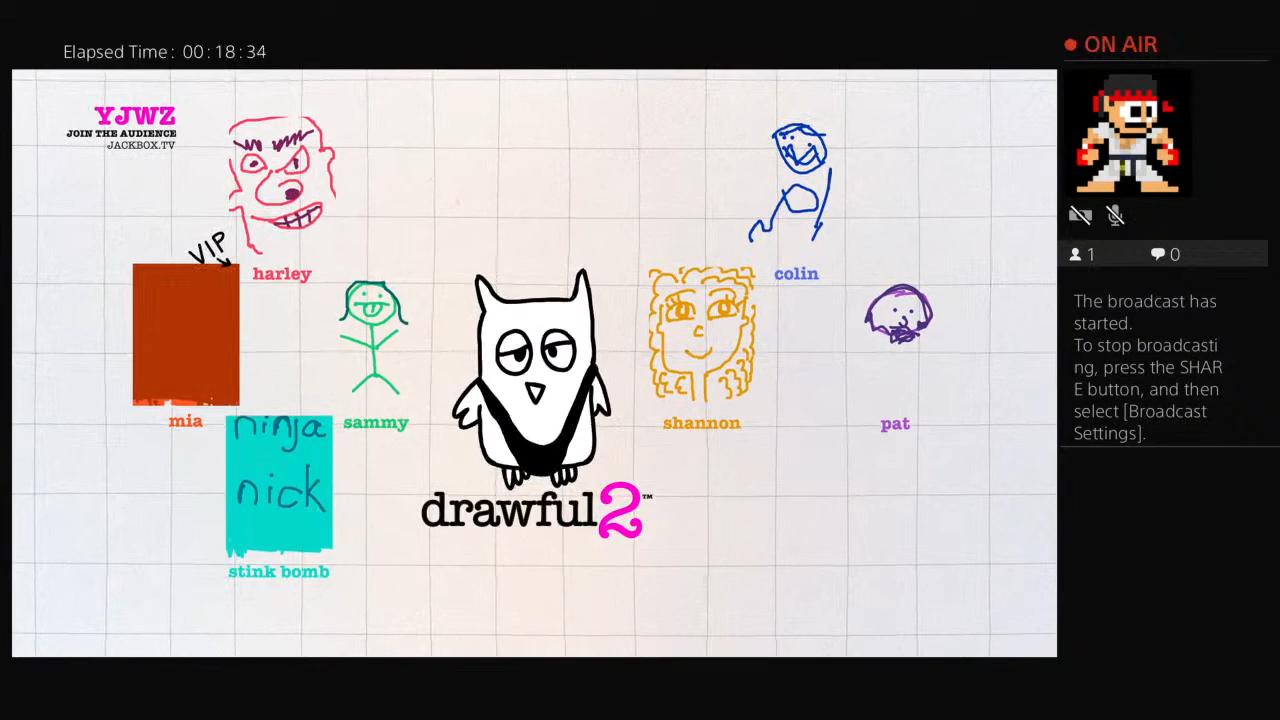 Elapsed Time: 00:18:34
ON AIR
YJWZ
JOIN THE AUDIENCE
JACKBOX.TV
VIP
harley
colin
mia
sammy
shannon
pat
ninja
nick
stink bomb
drawful2™
1
0
The broadcast has
started.
To stop broadcasti
ng, press the SHAR
E button, and then
select [Broadcast
Settings].